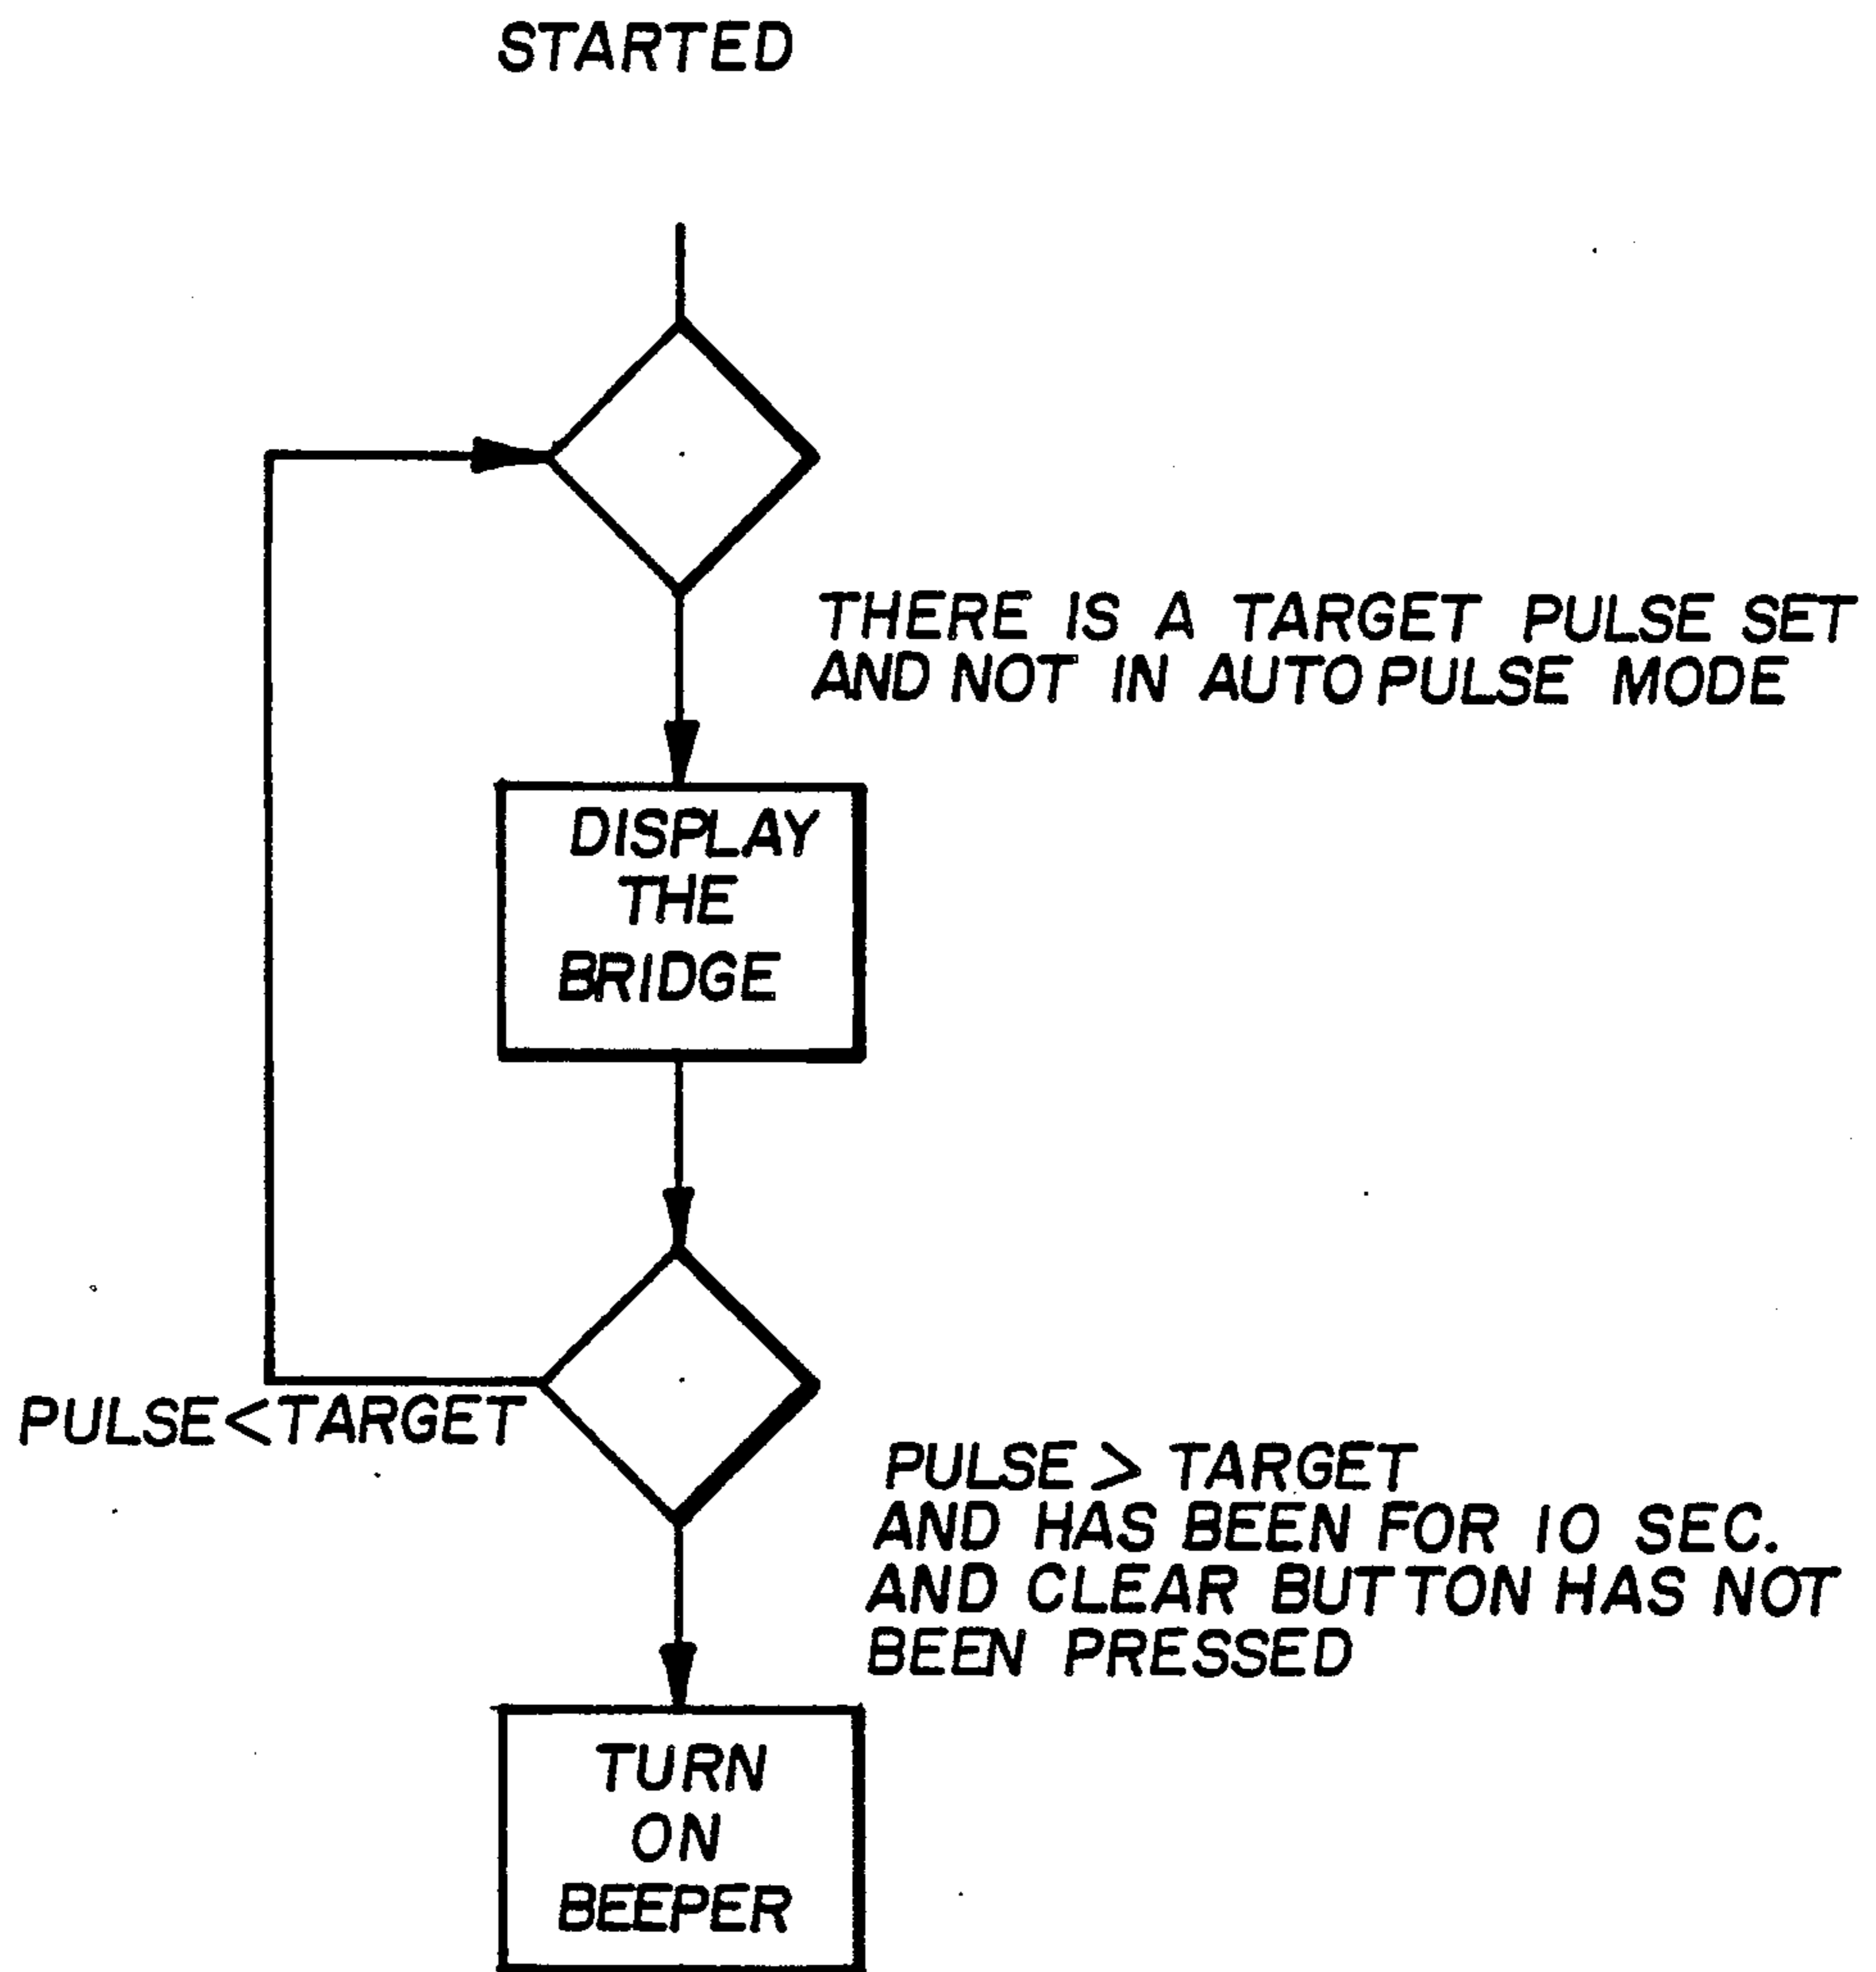 STARTED
THERE IS A TARGET PULSE SET
AND NOT IN AUTO PULSE MODE
DISPLAY
THE
BRIDGE
PULSE<TARGET
PULSE > TARGET
AND HAS BEEN FOR 10 SEC.
AND CLEAR BUTTON HAS NOT
BEEN PRESSED
TURN
ON
BEEPER